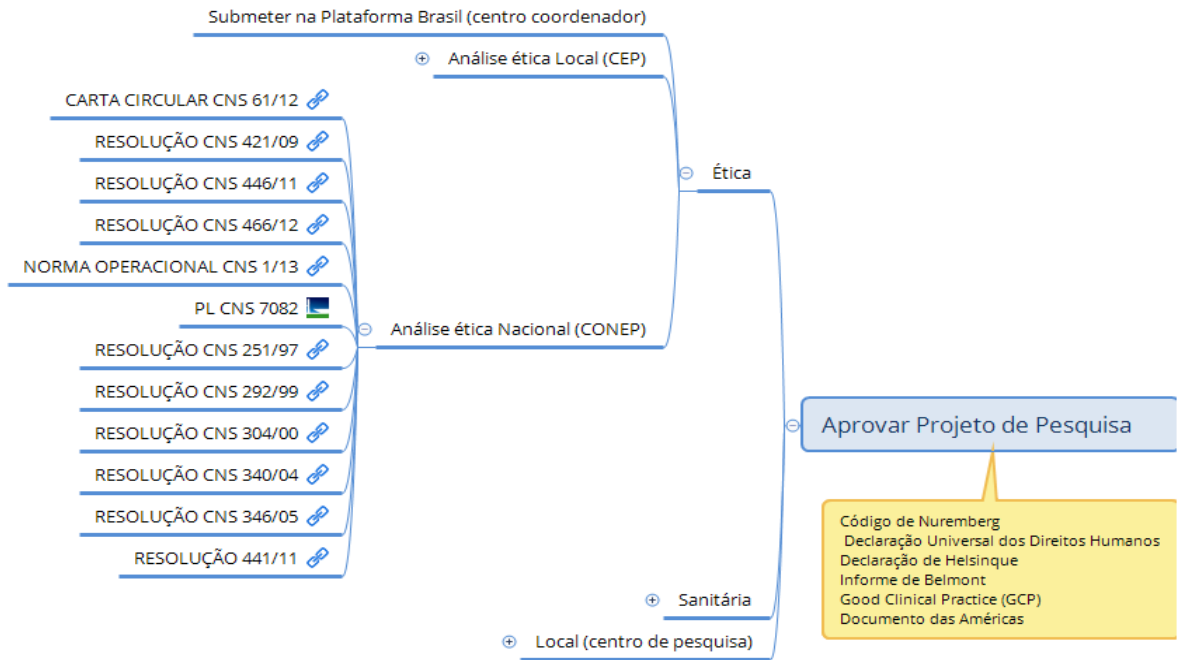 Submeter na Plataforma Brasil (centro coordenador)
Análise ética Local (CEP)
CARTA CIRCULAR CNS 61/12
RESOLUÇÃO CNS 421/09
RESOLUÇÃO CNS 446/11
RESOLUÇÃO CNS 466/12
NORMA OPERACIONAL CNS 1/13
PL CNS 7082
RESOLUÇÃO CNS 251/97
RESOLUÇÃO CNS 292/99
RESOLUÇÃO CNS 304/00
RESOLUÇÃO CNS 340/04
RESOLUÇÃO CNS 346/05
RESOLUÇÃO 441/11
Análise ética Nacional (CONEP)
Ética
Sanitária
Local (centro de pesquisa)
Aprovar Projeto de Pesquisa
Código de Nuremberg
Declaração Universal dos Direitos Humanos
Declaração de Helsinque
Informe de Belmont
Good Clinical Practice (GCP)
Documento das Américas